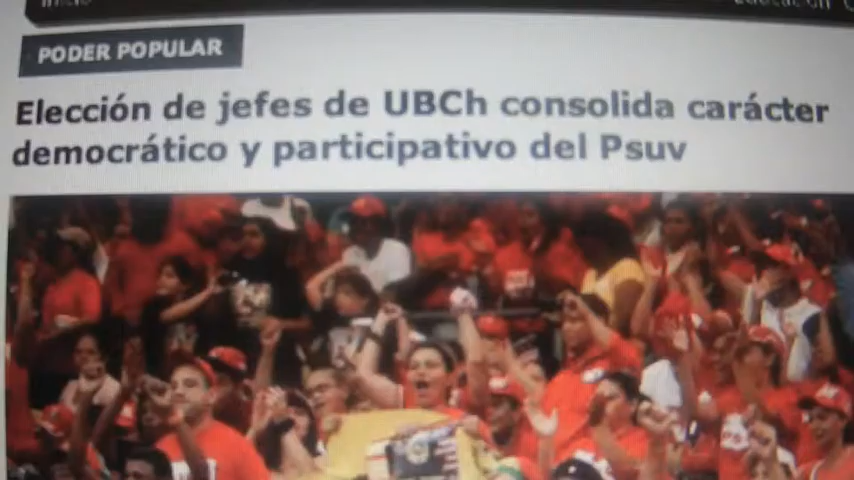 PODER POPULAR
Elección de jefes de UBCh consolida carácter
democrático y participativo del Psuv